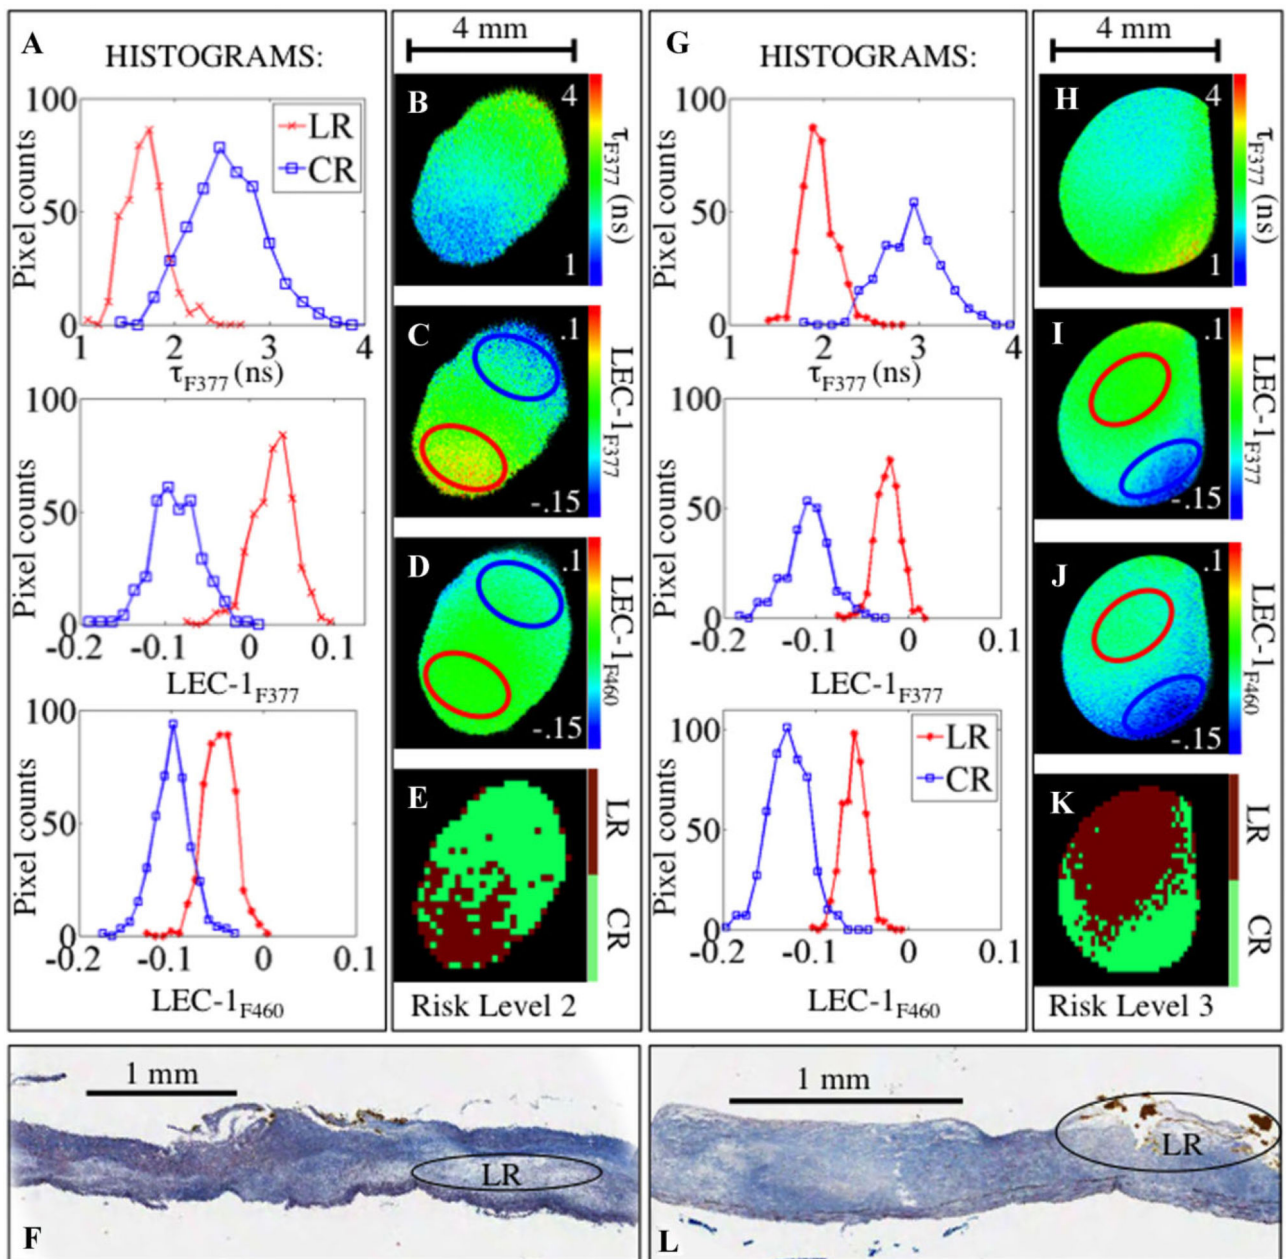 A
HISTOGRAMS:
100
50
0
Pixel counts
LR
CR
1 2 3 4
τF377 (ns)
100
50
0
Pixel counts
-0.2 -0.1 0 0.1
LEC-1F377
100
50
0
Pixel counts
-0.2 -0.1 0 0.1
LEC-1F460
4 mm
B
4
1
τF377 (ns)
C
.1
-.15
LEC-1F377
D
.1
-.15
LEC-1F460
E
LR
CR
Risk Level 2
G
HISTOGRAMS:
100
50
0
Pixel counts
1 2 3 4
τF377 (ns)
100
50
0
Pixel counts
-0.2 -0.1 0 0.1
LEC-1F377
100
50
0
Pixel counts
LR
CR
-0.2 -0.1 0 0.1
LEC-1F460
4 mm
H
4
1
τF377 (ns)
I
.1
-.15
LEC-1F377
J
.1
-.15
LEC-1F460
K
LR
CR
Risk Level 3
1 mm
LR
F
1 mm
LR
L